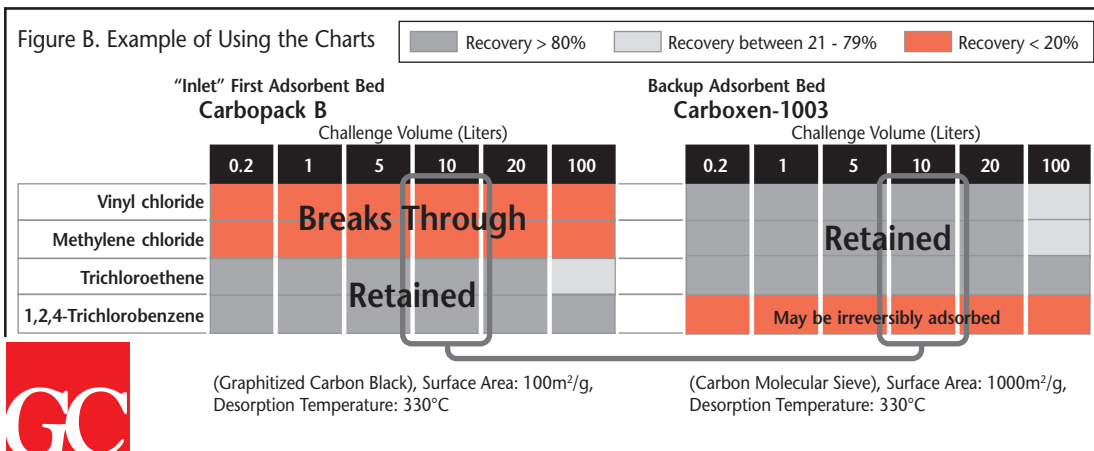 Figure B. Example of Using the Charts
Recovery > 80%
Recovery between 21 - 79%
Recovery < 20%
“Inlet” First Adsorbent Bed
Carbopack B
Challenge Volume (Liters)
Backup Adsorbent Bed
Carboxen-1003
Challenge Volume (Liters)
0.2 1 5 10 20 100
0.2 1 5 10 20 100
Vinyl chloride
Methylene chloride
Trichloroethene
1,2,4-Trichlorobenzene
Breaks Through
Retained
Retained
May be irreversibly adsorbed
(Graphitized Carbon Black), Surface Area: 100m²/g,
Desorption Temperature: 330°C
(Carbon Molecular Sieve), Surface Area: 1000m²/g,
Desorption Temperature: 330°C
GC